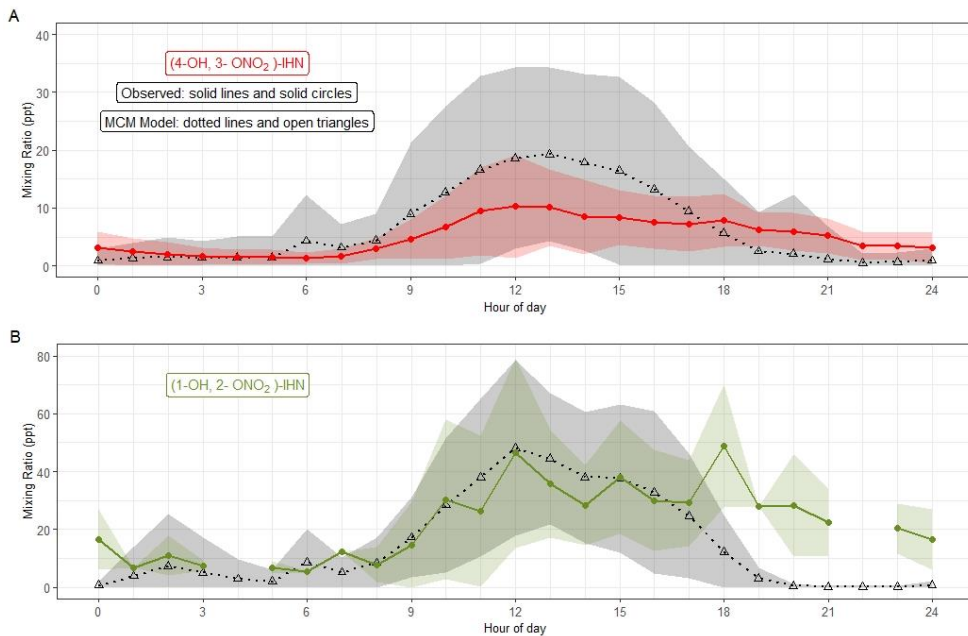 A
40
30
20
10
0
Mixing Ratio (ppt)
(4-OH, 3- ONO₂ )-IHN
Observed: solid lines and solid circles
MCM Model: dotted lines and open triangles
0 3 6 9 12 15 18 21 24
Hour of day
B
80
60
40
20
0
Mixing Ratio (ppt)
(1-OH, 2- ONO₂ )-IHN
0 3 6 9 12 15 18 21 24
Hour of day